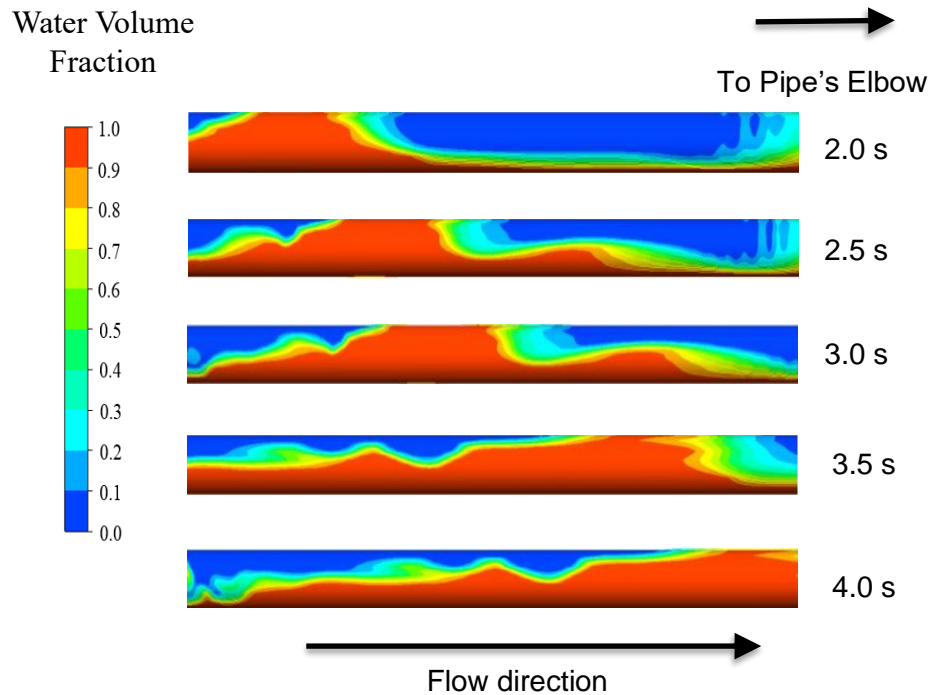 Water Volume
Fraction
To Pipe's Elbow
1.0
0.9
0.8
0.7
0.6
0.5
0.4
0.3
0.2
0.1
0.0
2.0 s
2.5 s
3.0 s
3.5 s
4.0 s
Flow direction